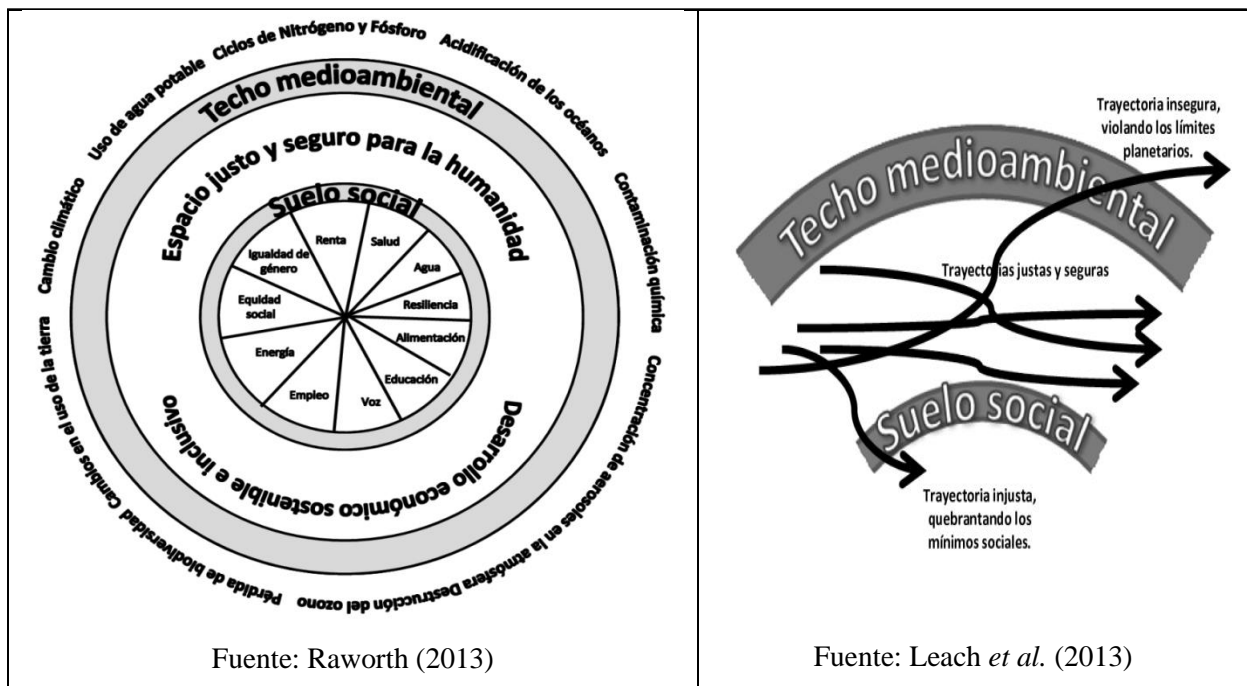 Ciclos de Nitrógeno y Fósforo
Acidificación de los océanos
Contaminación química
Concentración de aerosoles en la atmósfera
Destrucción del ozono
Pérdida de biodiversidad
Cambios en el uso de la tierra
Cambio climático
Uso de agua potable
Techo medioambiental
Espacio justo y seguro para la humanidad
Suelo social
Renta
Salud
Agua
Resiliencia
Alimentación
Educación
Voz
Empleo
Energía
Equidad
social
Igualdad de
género
Desarrollo económico sostenible e inclusivo
Fuente: Raworth (2013)
Trayectoria insegura,
violando los límites
planetarios.
Techo medioambiental
Trayectorias justas y seguras
Suelo social
Trayectoria injusta,
quebrantando los
mínimos sociales.
Fuente: Leach et al. (2013)